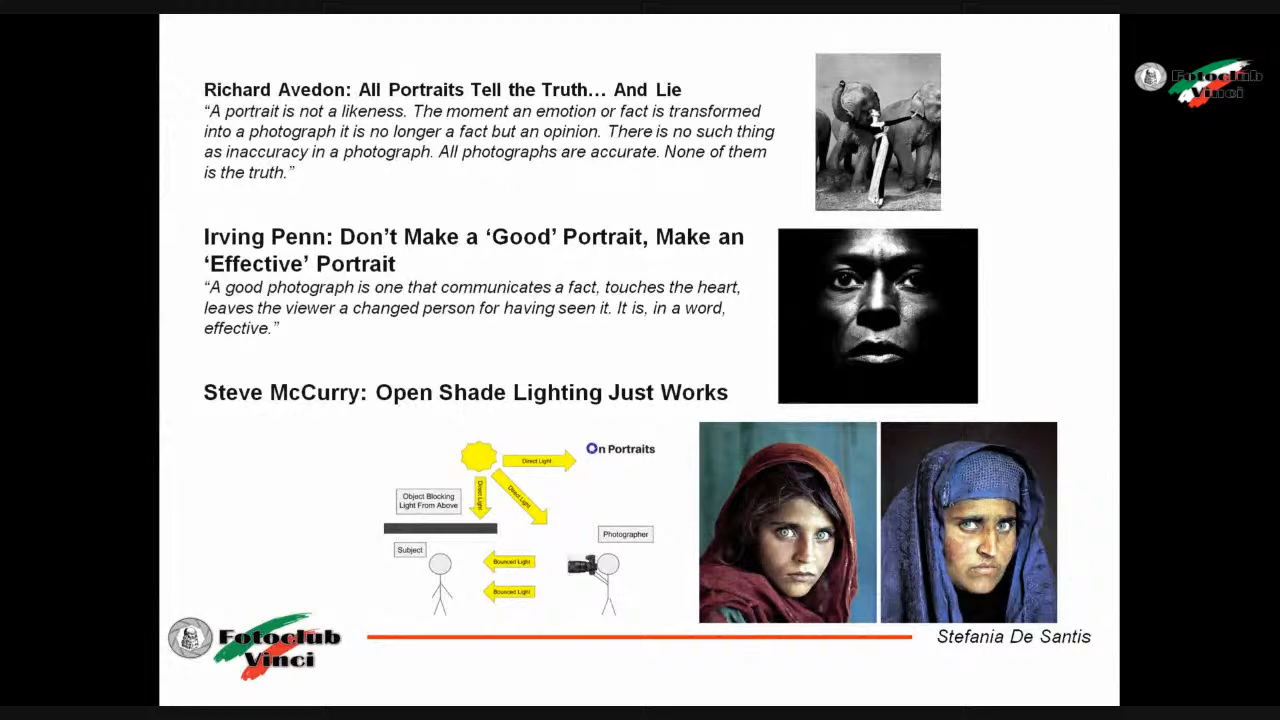 Richard Avedon: All Portraits Tell the Truth… And Lie
“A portrait is not a likeness. The moment an emotion or fact is transformed
into a photograph it is no longer a fact but an opinion. There is no such thing
as inaccuracy in a photograph. All photographs are accurate. None of them
is the truth.”
Irving Penn: Don’t Make a ‘Good’ Portrait, Make an
‘Effective’ Portrait
“A good photograph is one that communicates a fact, touches the heart,
leaves the viewer a changed person for having seen it. It is, in a word,
effective.”
Steve McCurry: Open Shade Lighting Just Works
On Portraits
Direct Light
Direct Light
Direct Light
Object Blocking
Light From Above
Photographer
Subject
Bounced Light
Bounced Light
Fotoclub
Vinci
Stefania De Santis
Fotoclub
Vinci